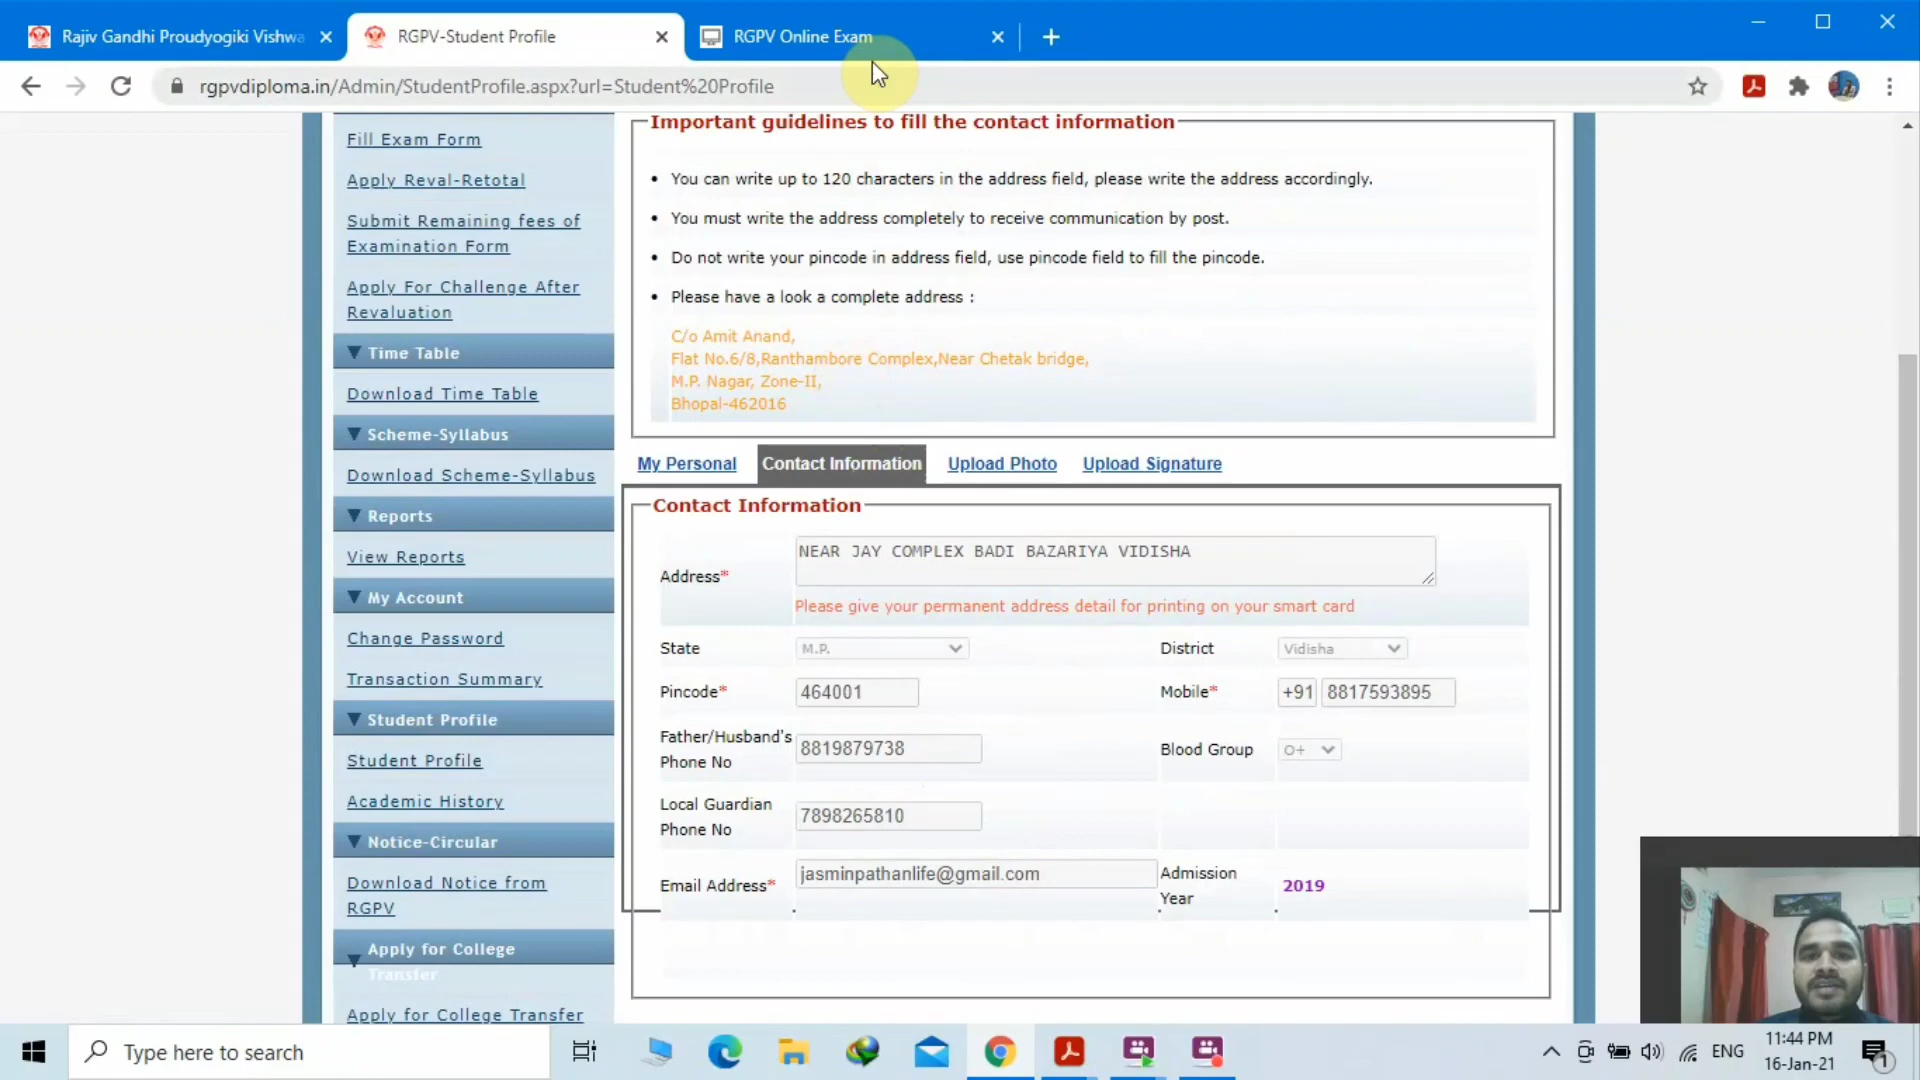 Rajiv Gandhi Proudyogiki Vishwa
RGPV-Student Profile
RGPV Online Exam
rgpvdiploma.in/Admin/StudentProfile.aspx?url=Student%20Profile
Fill Exam Form
Apply Reval-Retotal
Submit Remaining fees of
Examination Form
Apply For Challenge After
Revaluation
Time Table
Download Time Table
Scheme-Syllabus
Download Scheme-Syllabus
Reports
View Reports
My Account
Change Password
Transaction Summary
Student Profile
Student Profile
Academic History
Notice-Circular
Download Notice from
RGPV
Apply for College
Transfer
Apply for College Transfer
Important guidelines to fill the contact information
• You can write up to 120 characters in the address field, please write the address accordingly.
• You must write the address completely to receive communication by post.
• Do not write your pincode in address field, use pincode field to fill the pincode.
• Please have a look a complete address :
C/o Amit Anand,
Flat No.6/8,Ranthambore Complex,Near Chetak bridge,
M.P. Nagar, Zone-II,
Bhopal-462016
My Personal Contact Information Upload Photo Upload Signature
Contact Information
Address* NEAR JAY COMPLEX BADI BAZARIYA VIDISHA
Please give your permanent address detail for printing on your smart card
State M.P. District Vidisha
Pincode* 464001 Mobile* +91 8817593895
Father/Husband's
Phone No 8819879738 Blood Group O+
Local Guardian
Phone No 7898265810
Email Address* jasminpathanlife@gmail.com Admission
Year 2019
Type here to search
ENG
11:44 PM
16-Jan-21
1